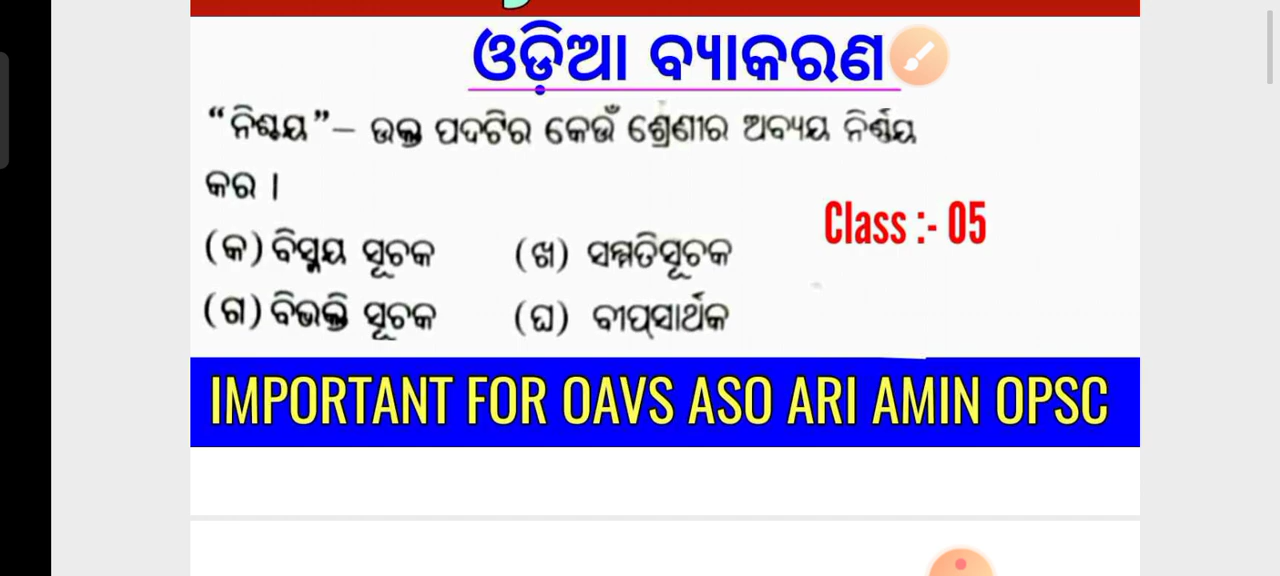 ଓଡ଼ିଆ ବ୍ୟାକରଣ
“ନିଶ୍ଚୟ”– ଉକ୍ତ ପଦଟିର କେଉଁ ଶ୍ରେଣୀର ଅବ୍ୟୟ ନିର୍ଣ୍ଣୟ
କର ।
Class :- 05
(କ) ବିସ୍ମୟ ସୂଚକ (ଖ) ସମ୍ମତିସୂଚକ
(ଗ) ବିଭକ୍ତି ସୂଚକ (ଘ) ବୀପ୍‌ସାର୍ଥକ
IMPORTANT FOR OAVS ASO ARI AMIN OPSC